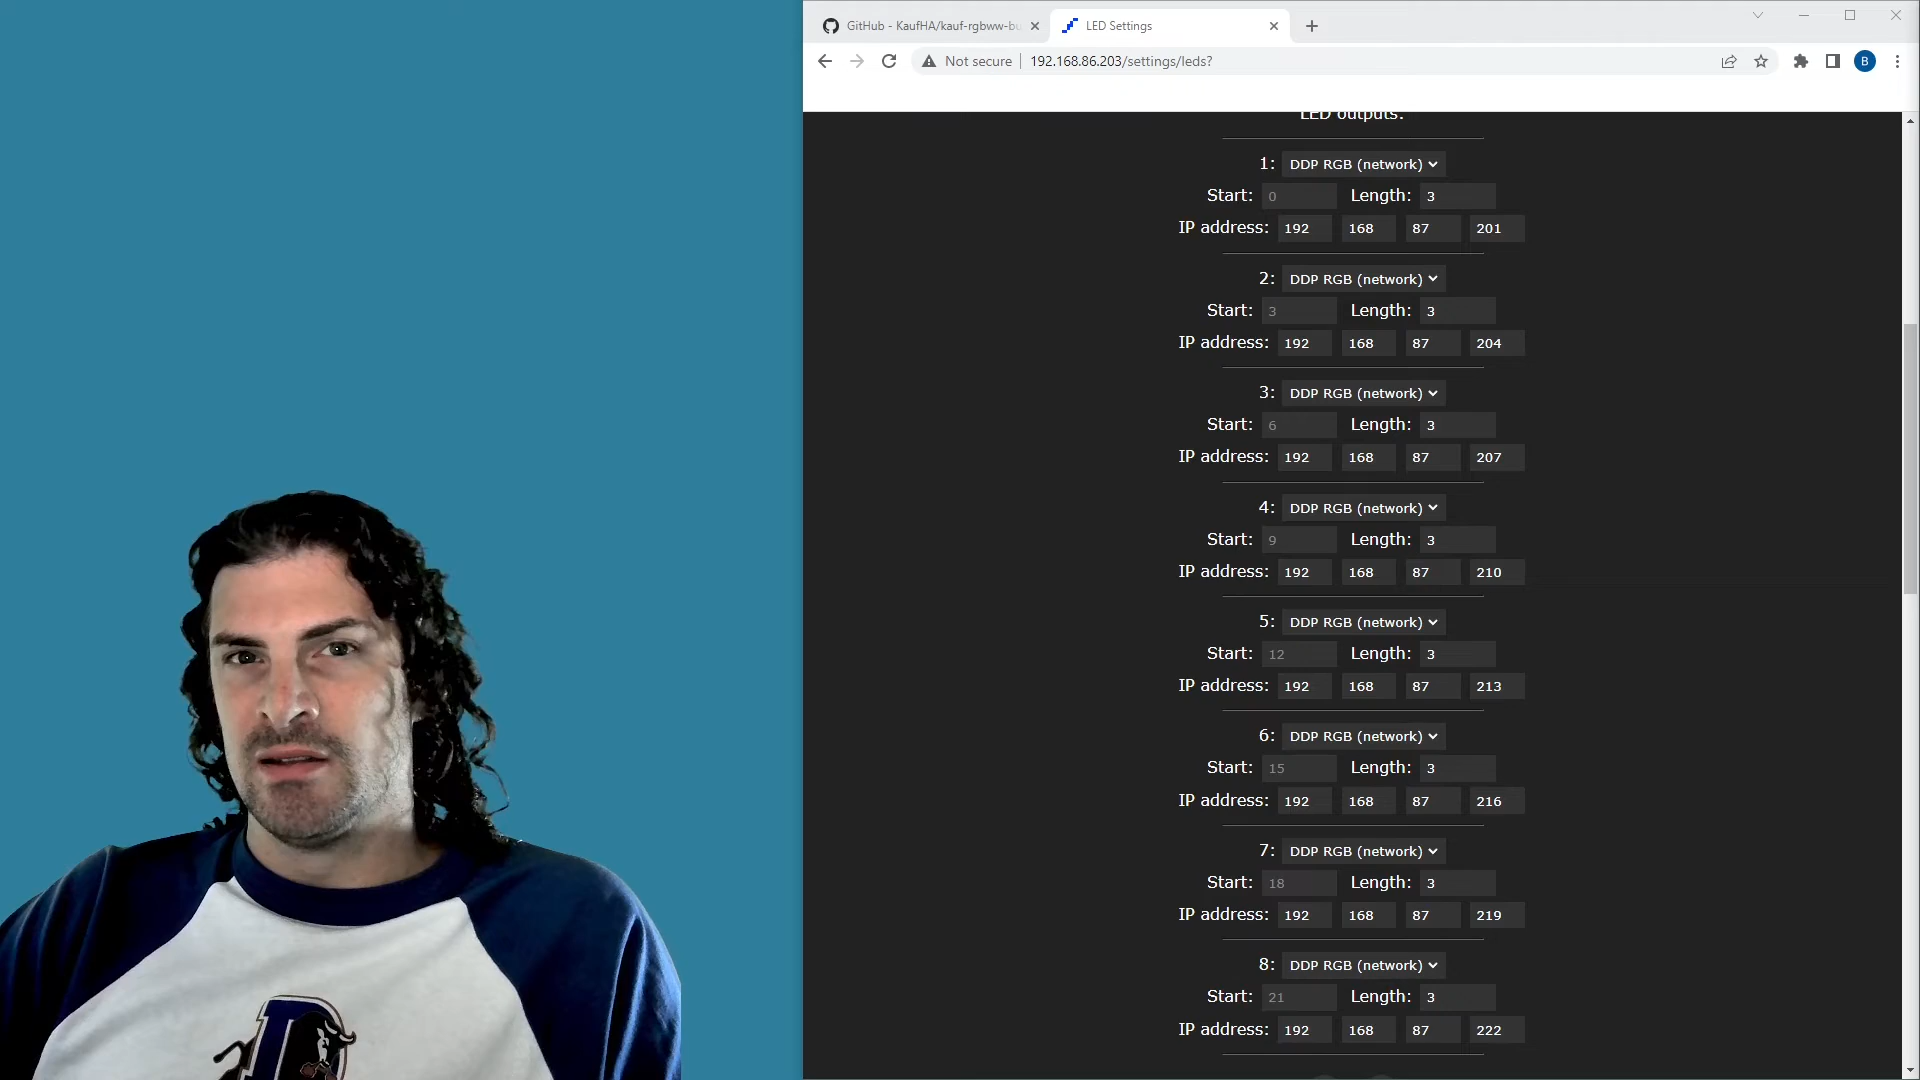 GitHub - KaufHA/kauf-rgbww-bu
LED Settings
Not secure
192.168.86.203/settings/leds?
B
LED outputs:
1: DDP RGB (network)
Start: 0 Length: 3
IP address: 192 168 87 201
2: DDP RGB (network)
Start: 3 Length: 3
IP address: 192 168 87 204
3: DDP RGB (network)
Start: 6 Length: 3
IP address: 192 168 87 207
4: DDP RGB (network)
Start: 9 Length: 3
IP address: 192 168 87 210
5: DDP RGB (network)
Start: 12 Length: 3
IP address: 192 168 87 213
6: DDP RGB (network)
Start: 15 Length: 3
IP address: 192 168 87 216
7: DDP RGB (network)
Start: 18 Length: 3
IP address: 192 168 87 219
8: DDP RGB (network)
Start: 21 Length: 3
IP address: 192 168 87 222
D